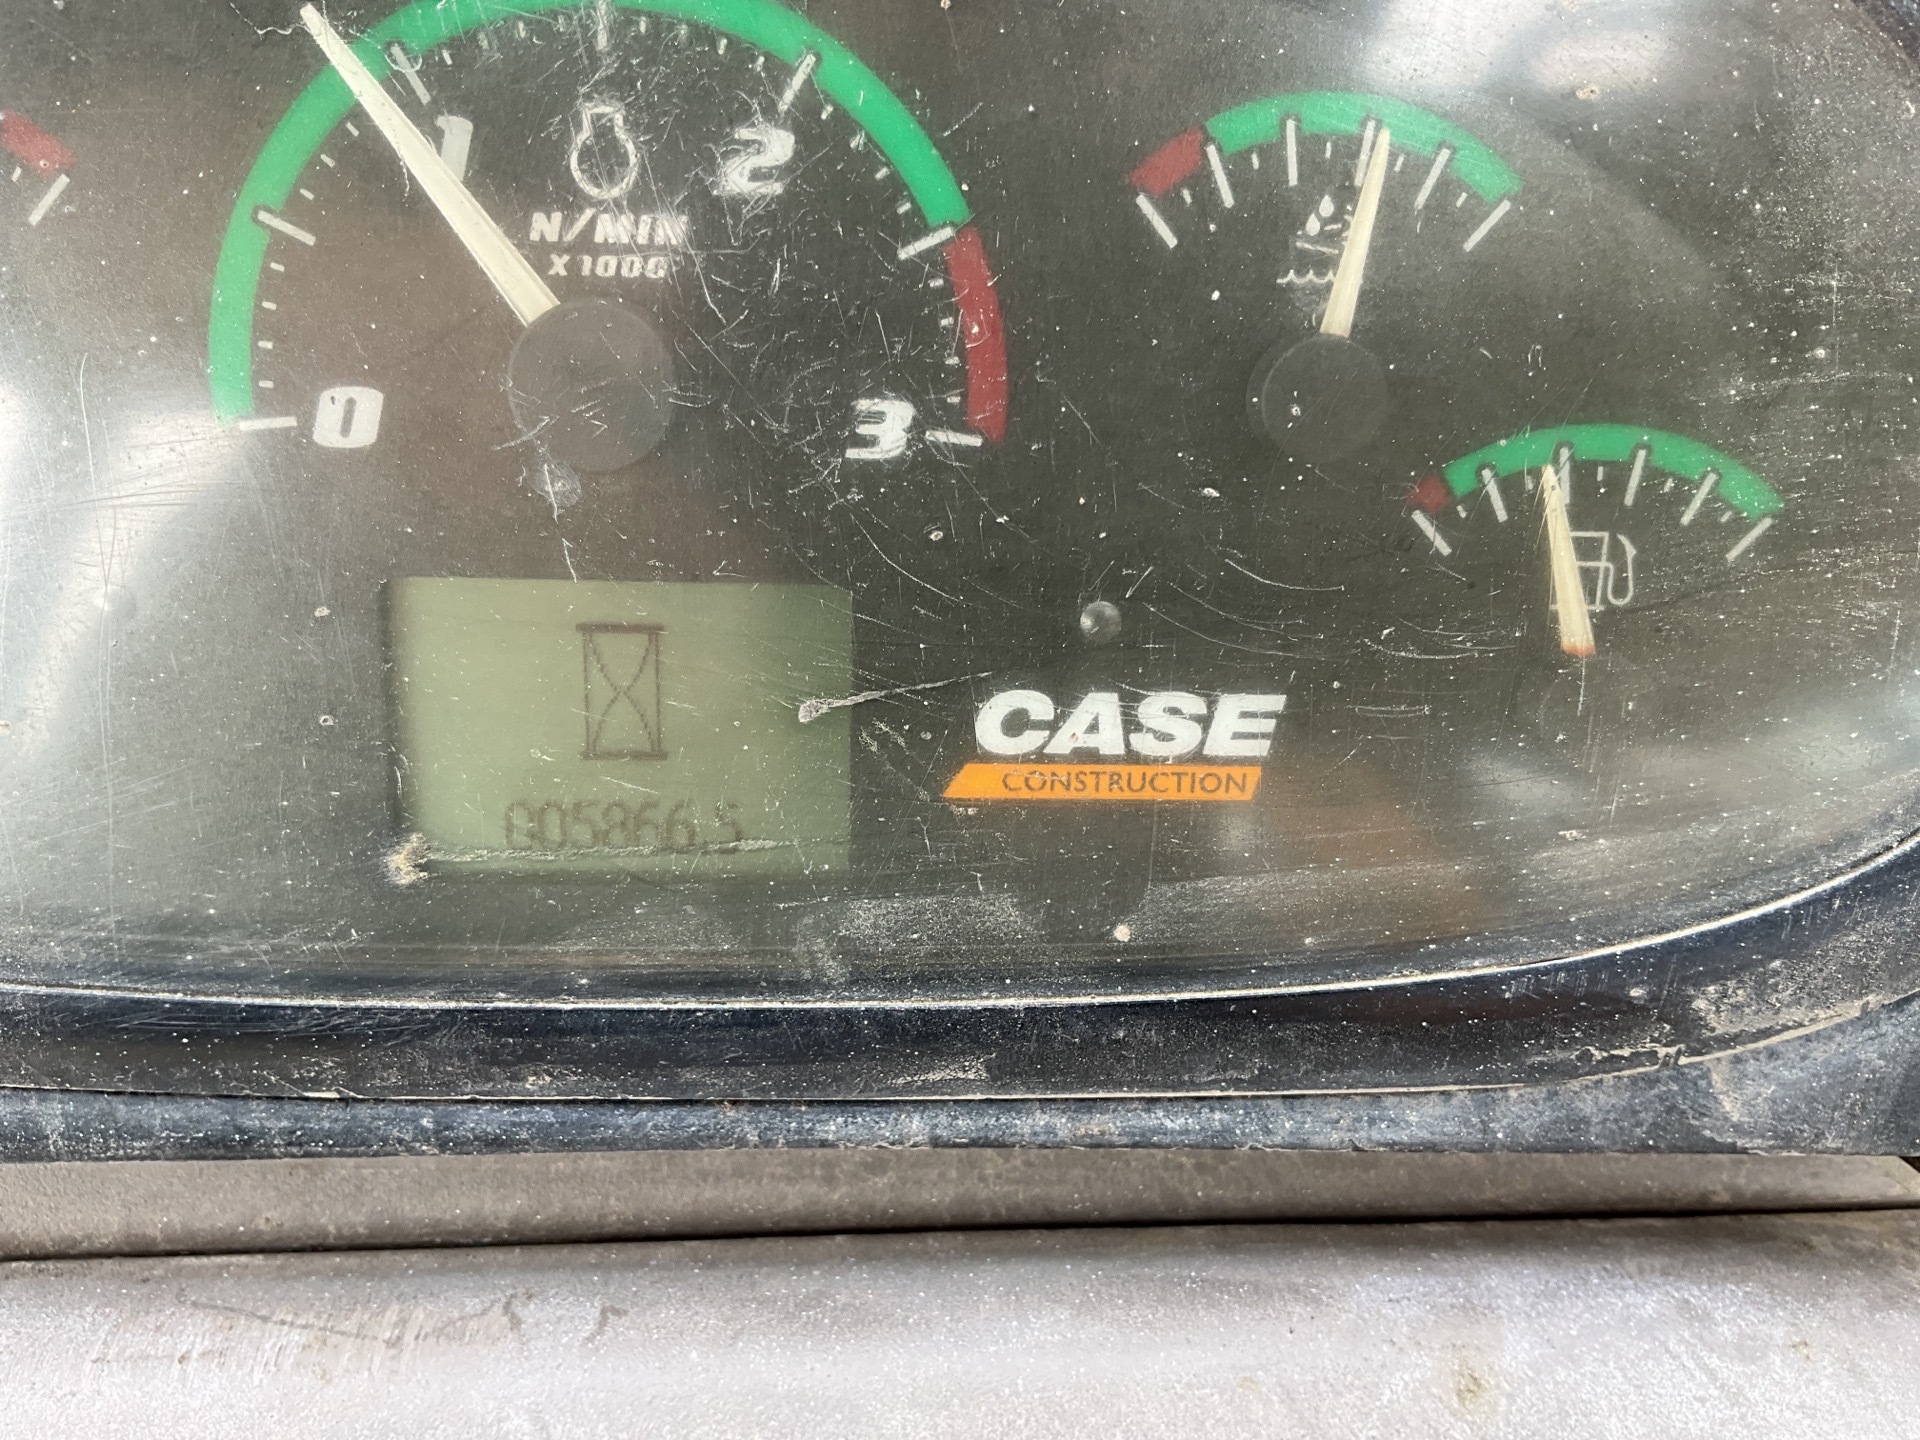 1
2
N/MIN
X1000
0
3
005866.5
CASE
CONSTRUCTION